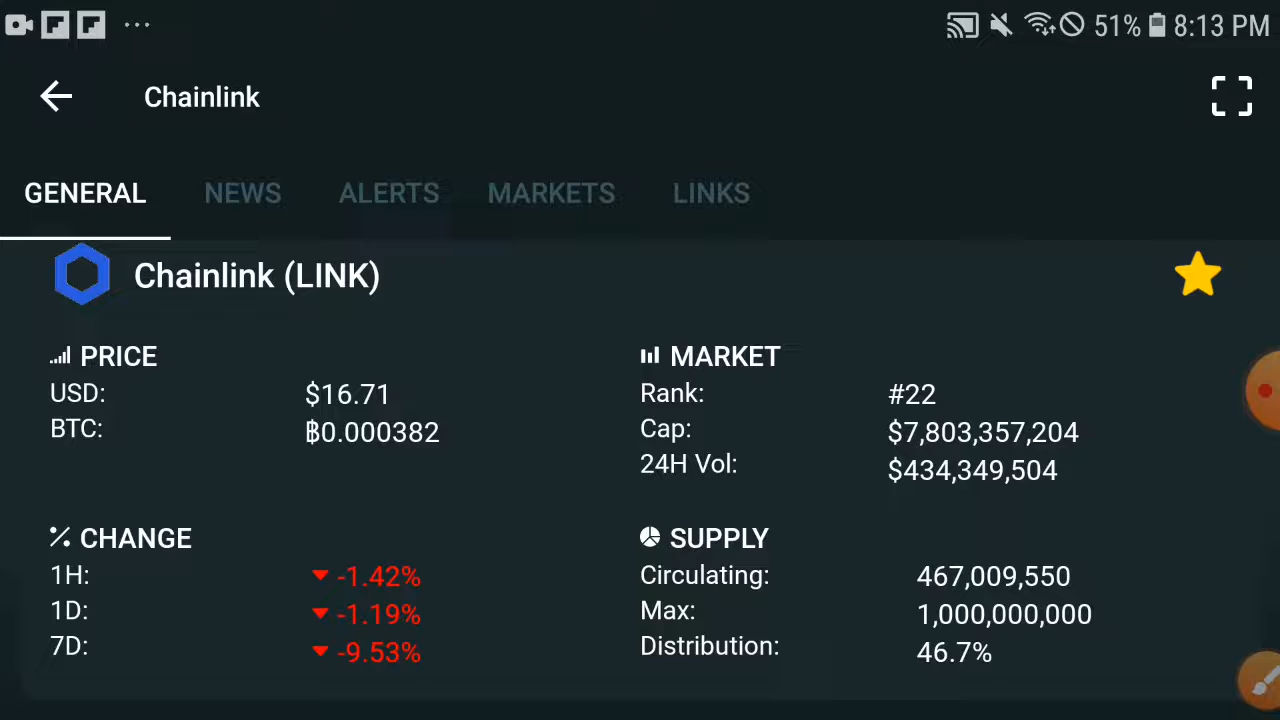 51% 8:13 PM
Chainlink
GENERAL NEWS ALERTS MARKETS LINKS
Chainlink (LINK)
PRICE
USD: $16.71
BTC: ₿0.000382
MARKET
Rank: #22
Cap: $7,803,357,204
24H Vol: $434,349,504
CHANGE
1H: -1.42%
1D: -1.19%
7D: -9.53%
SUPPLY
Circulating: 467,009,550
Max: 1,000,000,000
Distribution: 46.7%